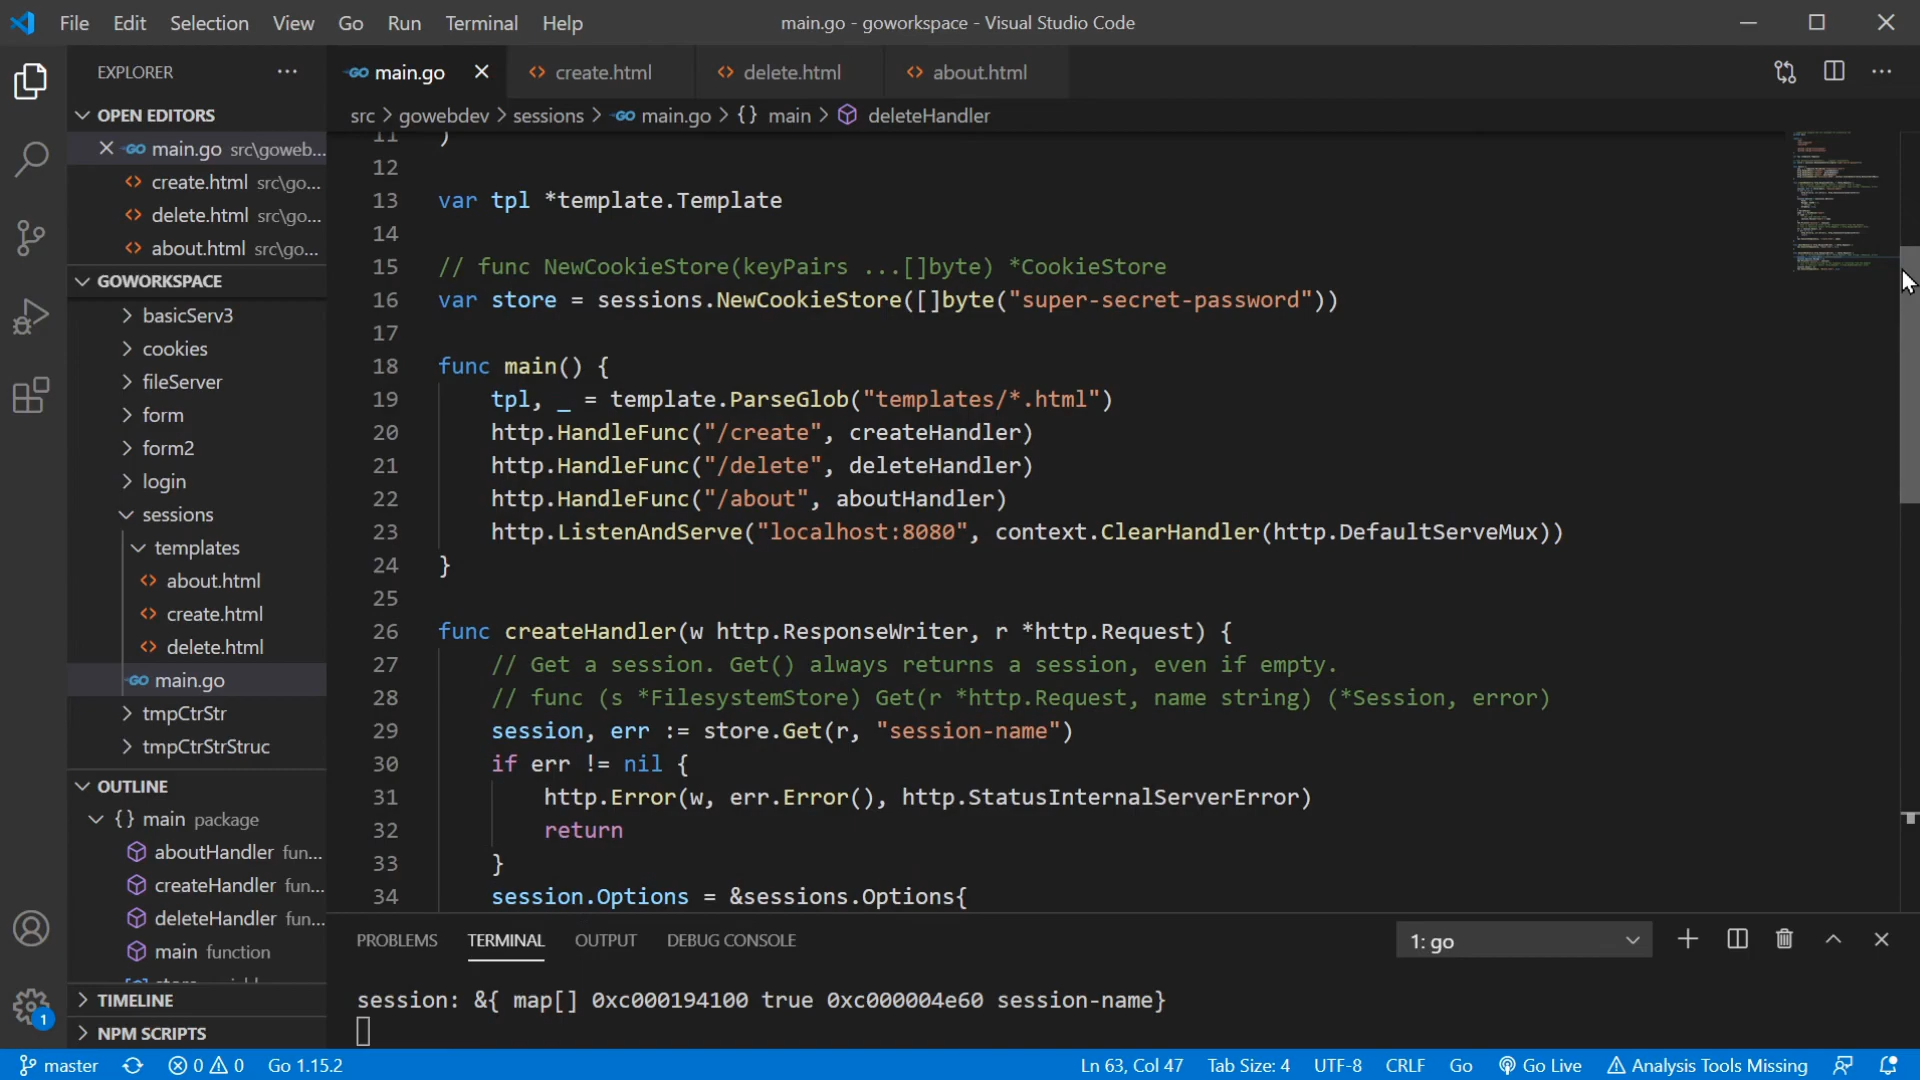 File Edit Selection View Go Run Terminal Help main.go - goworkspace - Visual Studio Code
EXPLORER
main.go create.html delete.html about.html
OPEN EDITORS
main.go src\goweb...
create.html src\go...
delete.html src\go...
about.html src\go...
GOWORKSPACE
basicServ3
cookies
fileServer
form
form2
login
sessions
templates
about.html
create.html
delete.html
main.go
tmpCtrStr
tmpCtrStrStruc
OUTLINE
{} main package
aboutHandler fun...
createHandler fun...
deleteHandler fun...
main function
TIMELINE
NPM SCRIPTS
src > gowebdev > sessions > main.go > {} main > deleteHandler
11 )
12
13 var tpl *template.Template
14
15 // func NewCookieStore(keyPairs ...[]byte) *CookieStore
16 var store = sessions.NewCookieStore([]byte("super-secret-password"))
17
18 func main() {
19 tpl, _ = template.ParseGlob("templates/*.html")
20 http.HandleFunc("/create", createHandler)
21 http.HandleFunc("/delete", deleteHandler)
22 http.HandleFunc("/about", aboutHandler)
23 http.ListenAndServe("localhost:8080", context.ClearHandler(http.DefaultServeMux))
24 }
25
26 func createHandler(w http.ResponseWriter, r *http.Request) {
27 // Get a session. Get() always returns a session, even if empty.
28 // func (s *FilesystemStore) Get(r *http.Request, name string) (*Session, error)
29 session, err := store.Get(r, "session-name")
30 if err != nil {
31 http.Error(w, err.Error(), http.StatusInternalServerError)
32 return
33 }
34 session.Options = &sessions.Options{
PROBLEMS TERMINAL OUTPUT DEBUG CONSOLE 1: go
session: &{ map[] 0xc000194100 true 0xc000004e60 session-name}
1
master 0 0 Go 1.15.2 Ln 63, Col 47 Tab Size: 4 UTF-8 CRLF Go Go Live Analysis Tools Missing